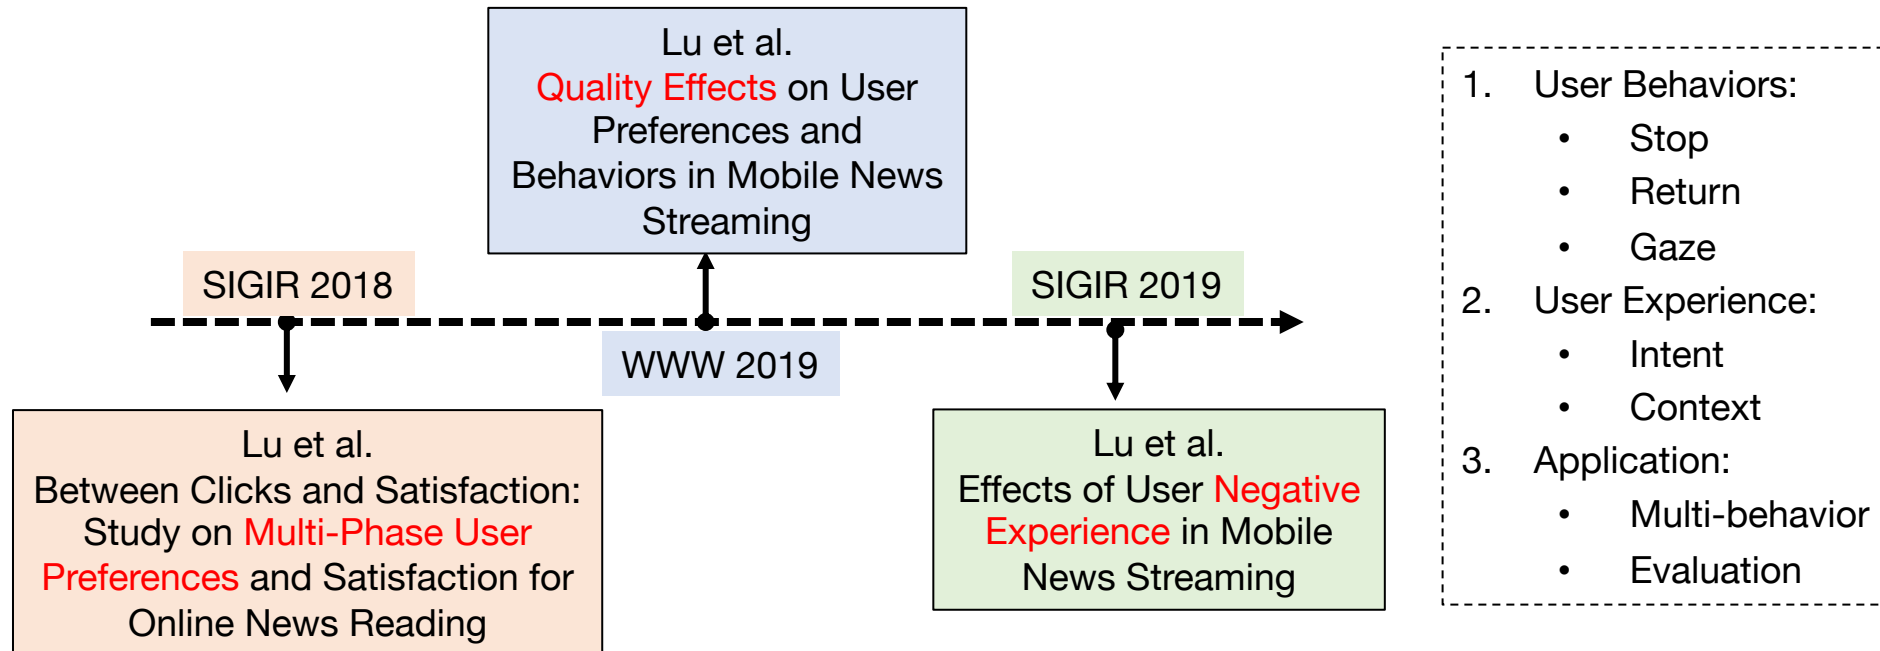 Lu et al.
Quality Effects on User
Preferences and
Behaviors in Mobile News
Streaming
SIGIR 2018
SIGIR 2019
WWW 2019
Lu et al.
Between Clicks and Satisfaction:
Study on Multi-Phase User
Preferences and Satisfaction for
Online News Reading
Lu et al.
Effects of User Negative
Experience in Mobile
News Streaming
1. User Behaviors:
• Stop
• Return
• Gaze
2. User Experience:
• Intent
• Context
3. Application:
• Multi-behavior
• Evaluation